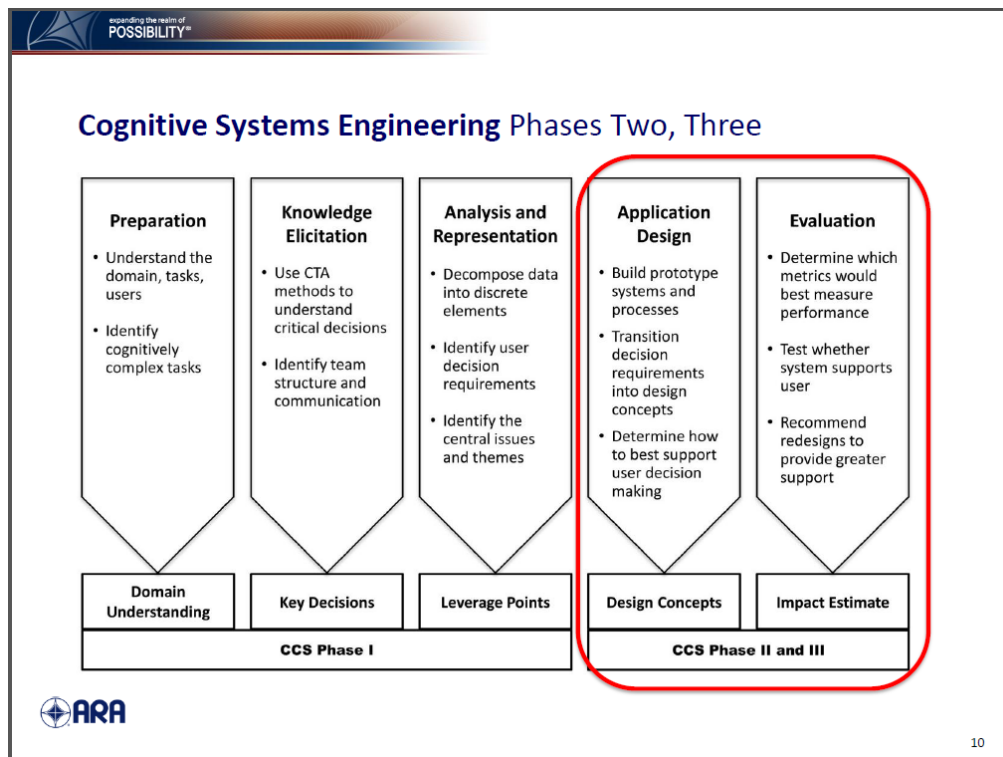 expanding the realm of
POSSIBILITY℠
Cognitive Systems Engineering Phases Two, Three
Preparation
• Understand the
domain, tasks,
users
• Identify
cognitively
complex tasks
Knowledge
Elicitation
• Use CTA
methods to
understand
critical decisions
• Identify team
structure and
communication
Analysis and
Representation
• Decompose data
into discrete
elements
• Identify user
decision
requirements
• Identify the
central issues
and themes
Application
Design
• Build prototype
systems and
processes
• Transition
decision
requirements
into design
concepts
• Determine how
to best support
user decision
making
Evaluation
• Determine which
metrics would
best measure
performance
• Test whether
system supports
user
• Recommend
redesigns to
provide greater
support
Domain
Understanding
Key Decisions
Leverage Points
Design Concepts
Impact Estimate
CCS Phase I
CCS Phase II and III
ARA
10